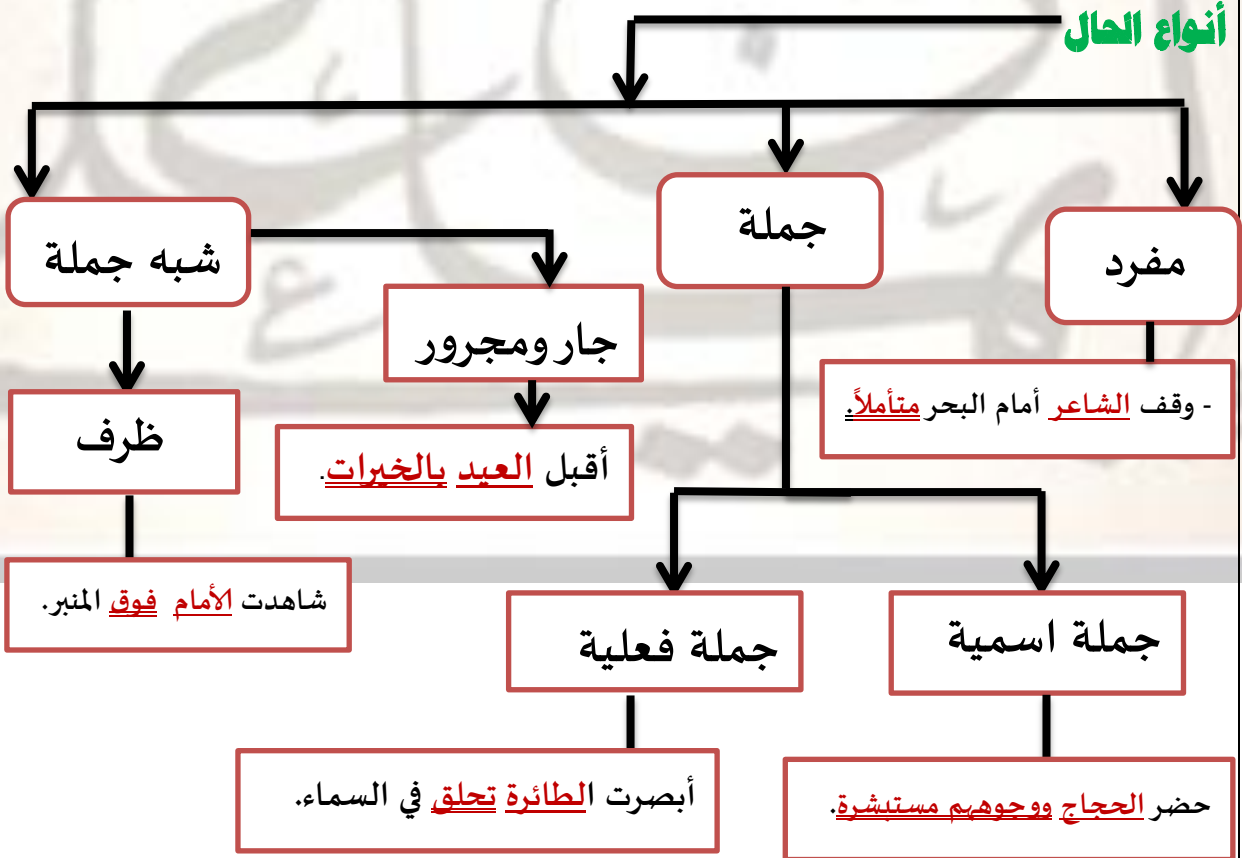 أنواع الحال
مفرد
جملة
شبه جملة
جار ومجرور
- وقف الشاعر أمام البحر متأملاً.
ظرف
أقبل العيد بالخيرات.
شاهدت الأمام فوق المنبر.
جملة اسمية
جملة فعلية
حضر الحجاج ووجوههم مستبشرة.
أبصرت الطائرة تحلق في السماء.